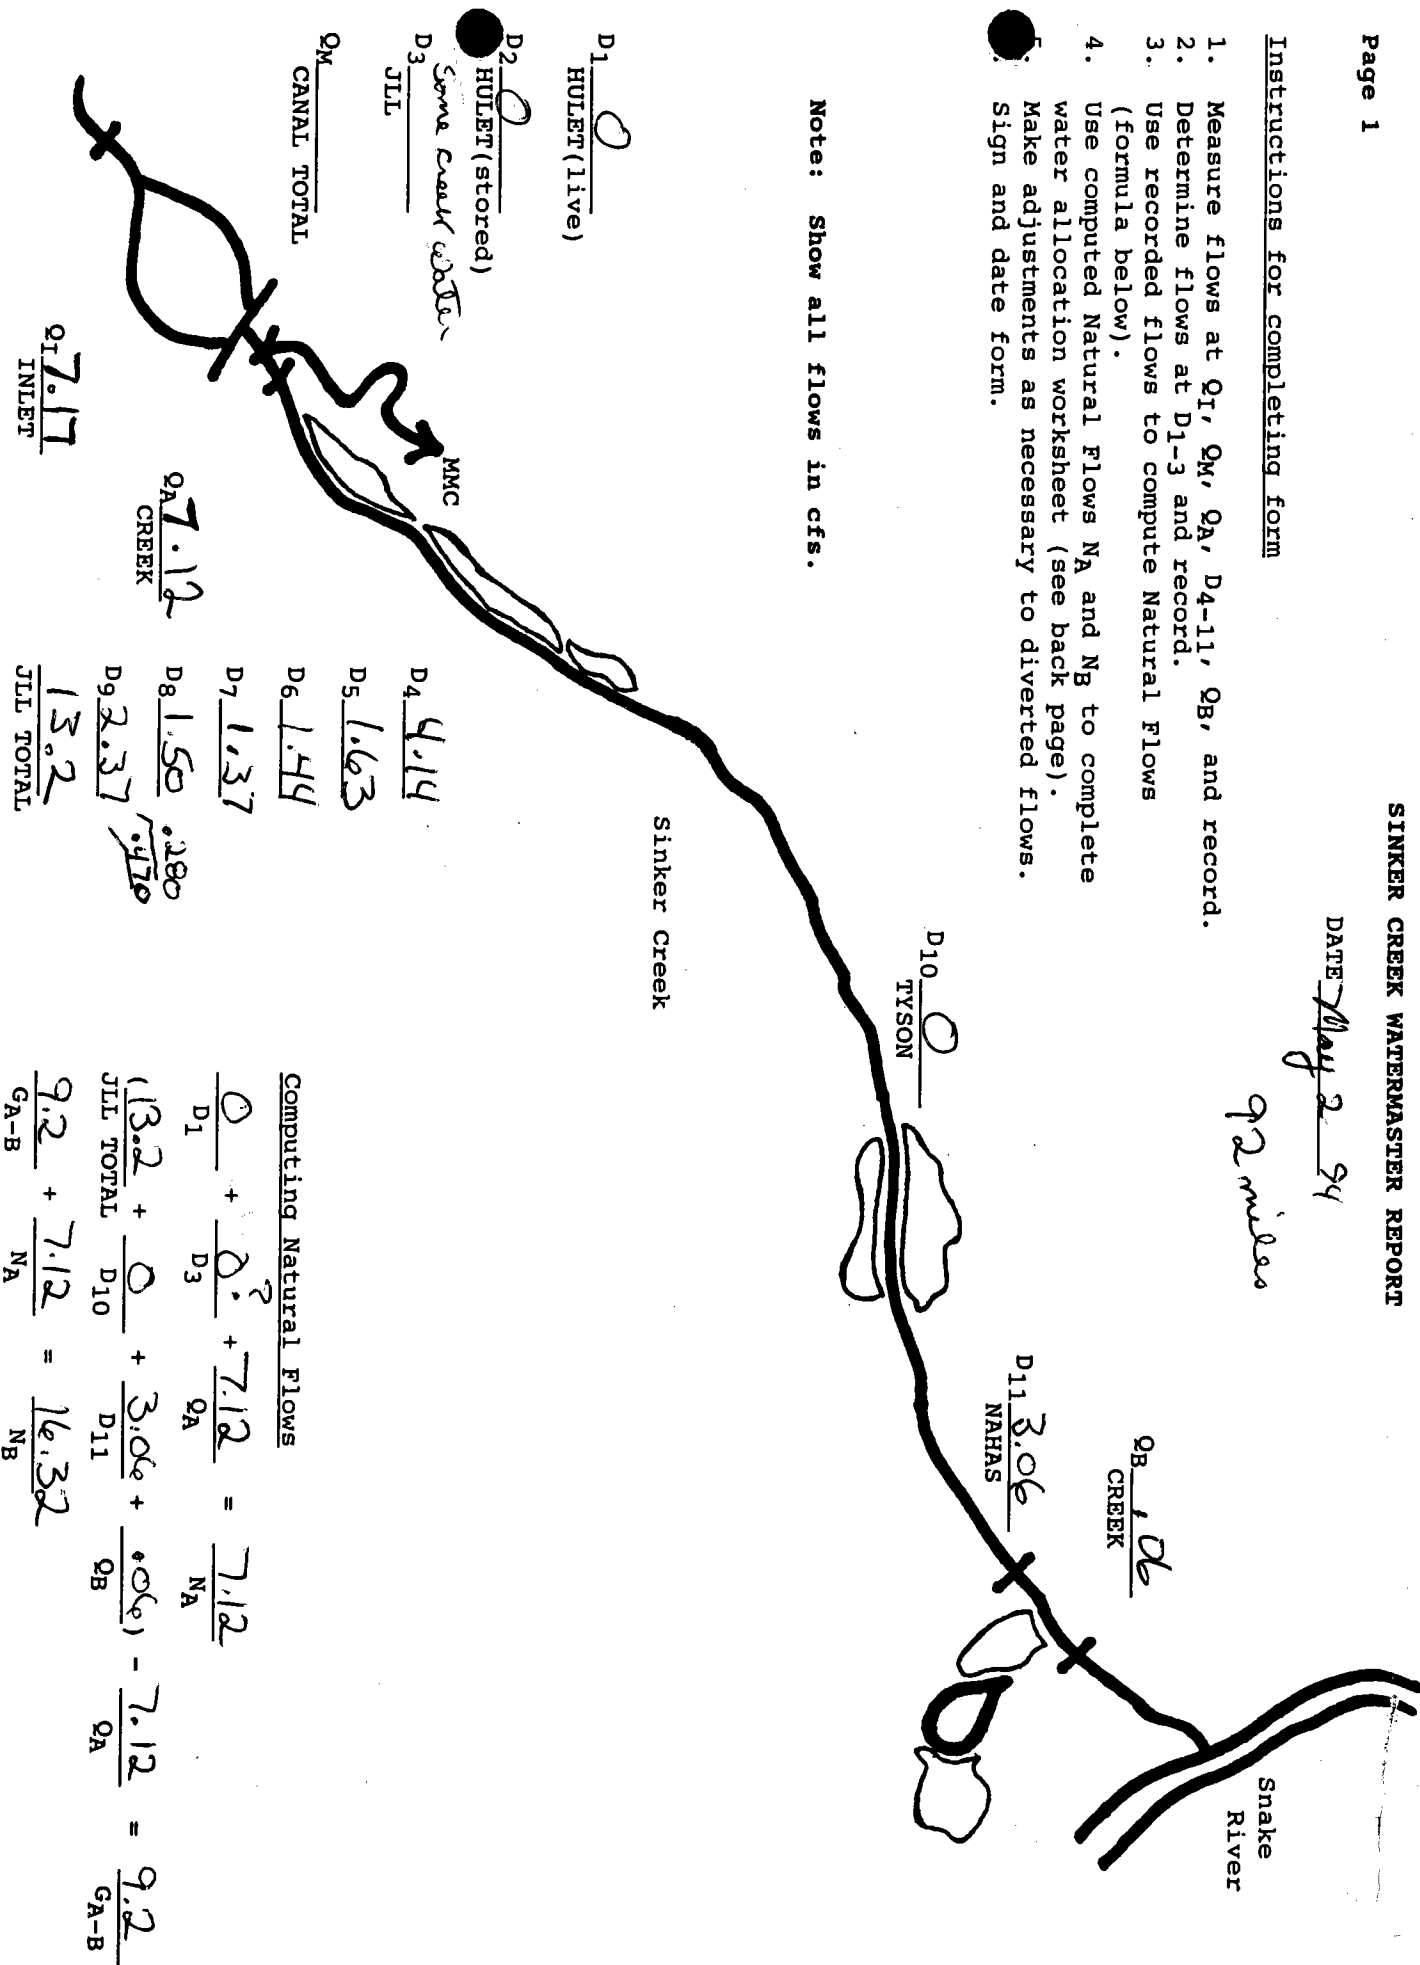 Page 1
SINKER CREEK WATERMASTER REPORT
DATE May 2 94
92 miles
Instructions for completing form
1. Measure flows at QI, QM, QA, D4-11, QB, and record.
2. Determine flows at D1-3 and record.
3. Use recorded flows to compute Natural Flows
(formula below).
4. Use computed Natural Flows NA and NB to complete
water allocation worksheet (see back page).
Make adjustments as necessary to diverted flows.
Sign and date form.
Note: Show all flows in cfs.
D1 0
HULET(live)
D2 0
HULET(stored)
some creek water
D3
JLL
QM
CANAL TOTAL
MMC
QI 7.17
INLET
QA 7.12
CREEK
D4 4.14
D5 1.63
D6 1.44
D7 1.37
D8 1.50 .280
D9 2.37 .470
13.2
JLL TOTAL
Sinker Creek
D10 0
TYSON
D11 3.06
NAHAS
QB .06
CREEK
Snake
River
Computing Natural Flows
0 + 0.? + 7.12 = 7.12
D1 D3 QA NA
(13.2 + 0 + 3.06 + .06) - 7.12 = 9.2
JLL TOTAL D10 D11 QB QA GA-B
9.2 + 7.12 = 16.32
GA-B NA NB